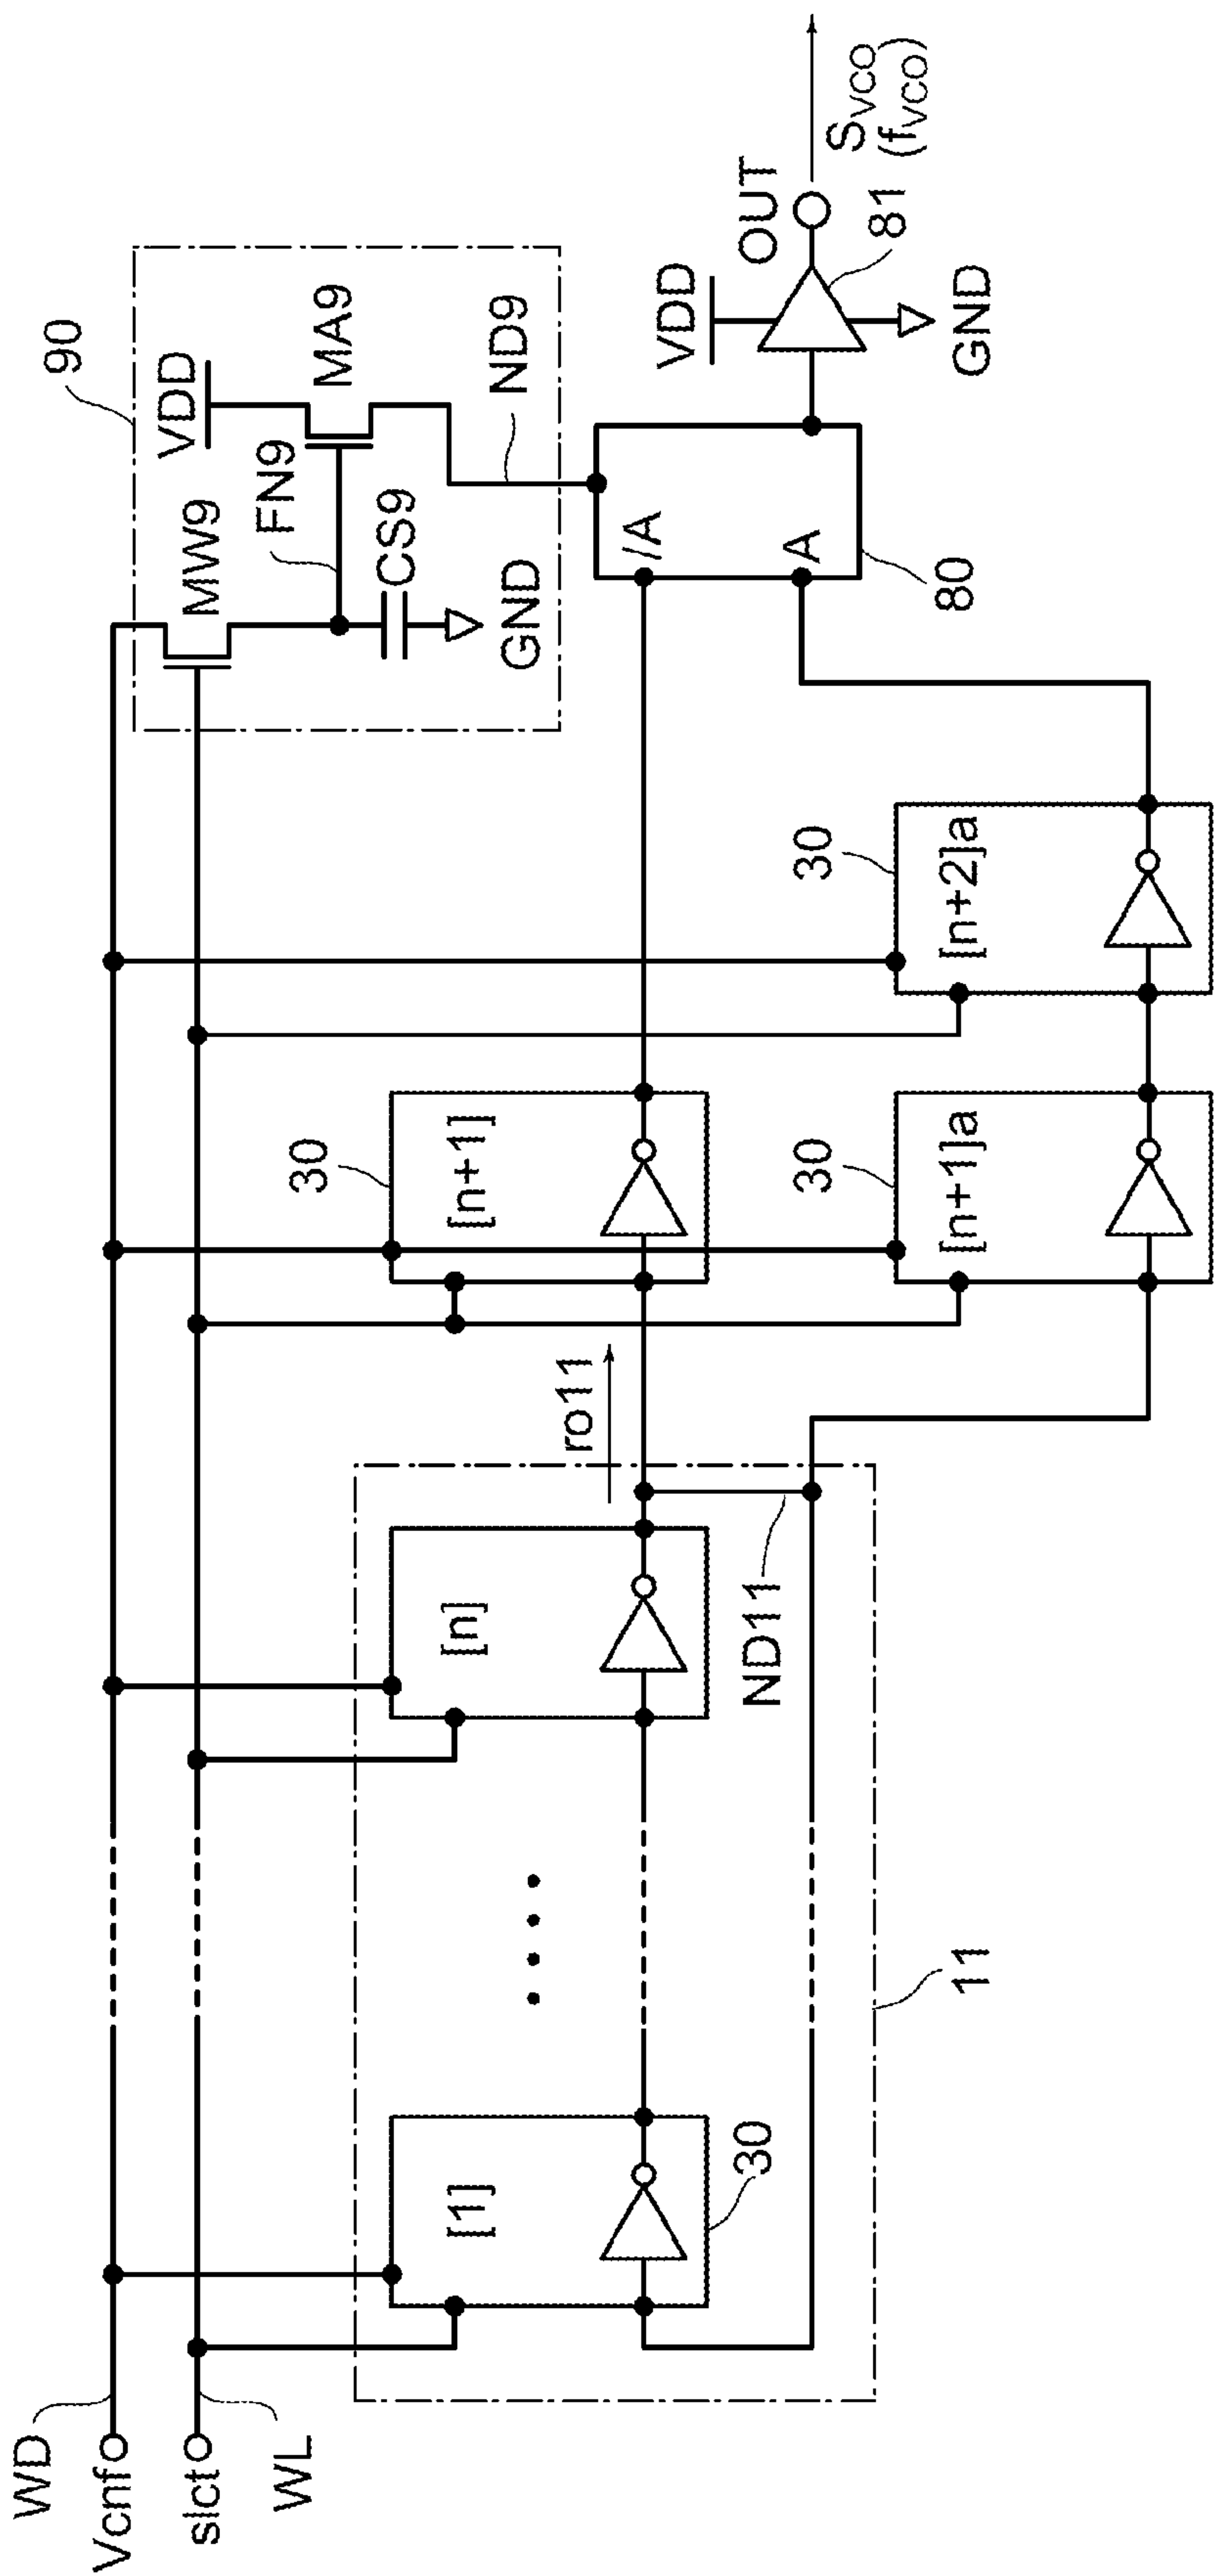 WD
Vcnf
slct
WL
[1]
30
11
[n]
ND11
ro11
30
[n+1]
30
[n+1]a
30
[n+2]a
90
MW9
VDD
FN9
MA9
CS9
GND
ND9
/A
A
80
VDD
OUT
81
GND
SVCO
(fVCO)